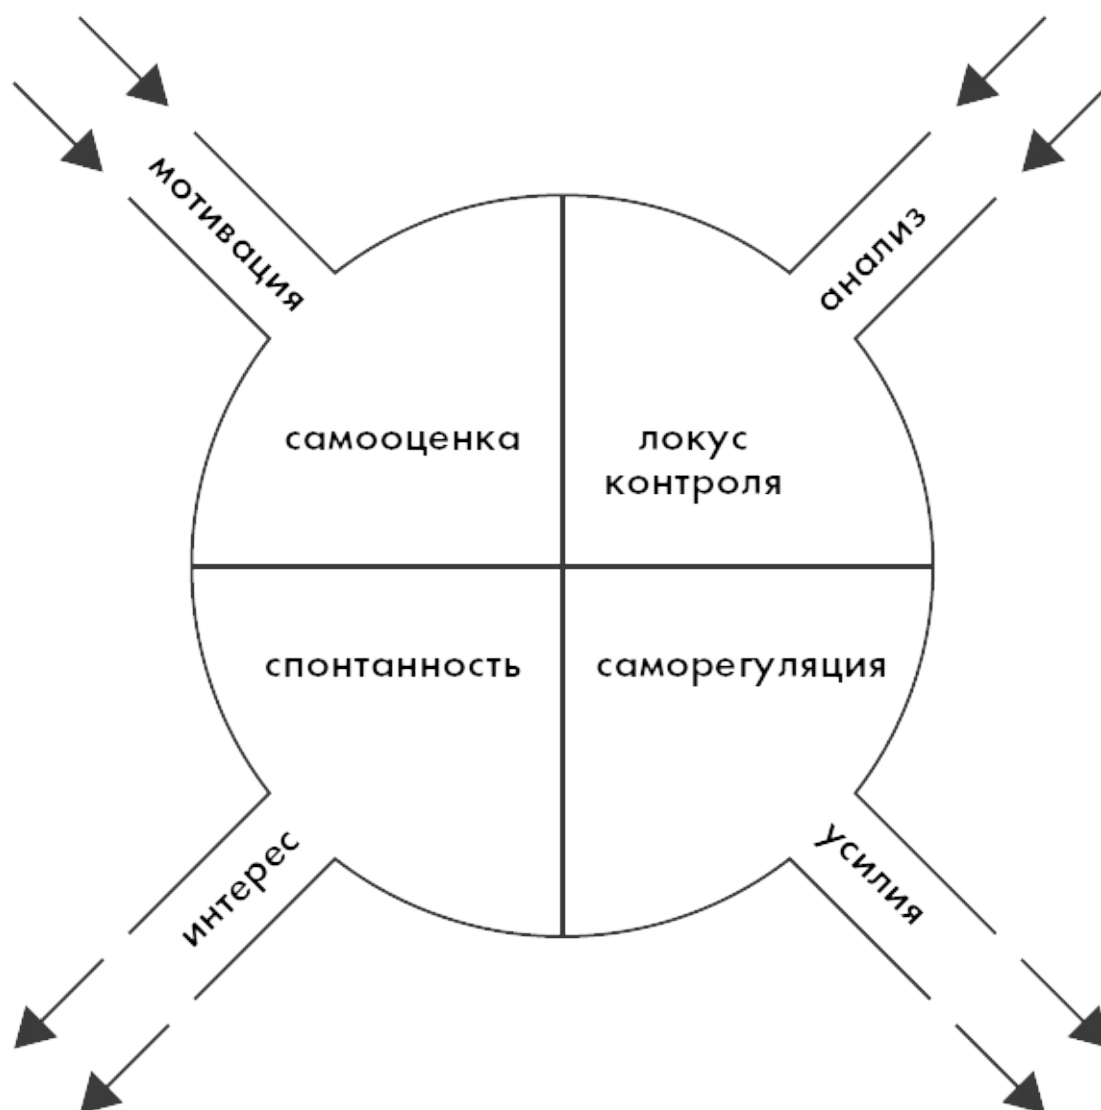 мотивация
анализ
самооценка
локус
контроля
спонтанность
саморегуляция
интерес
усилия